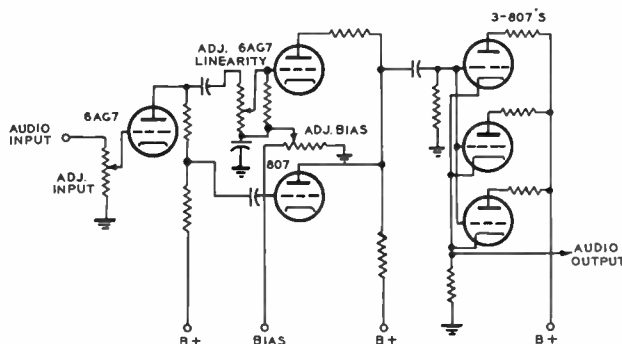 3-807'S
ADJ. 6AG7
LINEARITY
6AG7
AUDIO
INPUT
ADJ. BIAS
807
ADJ.
INPUT
AUDIO
OUTPUT
B+
BIAS
B+
B+